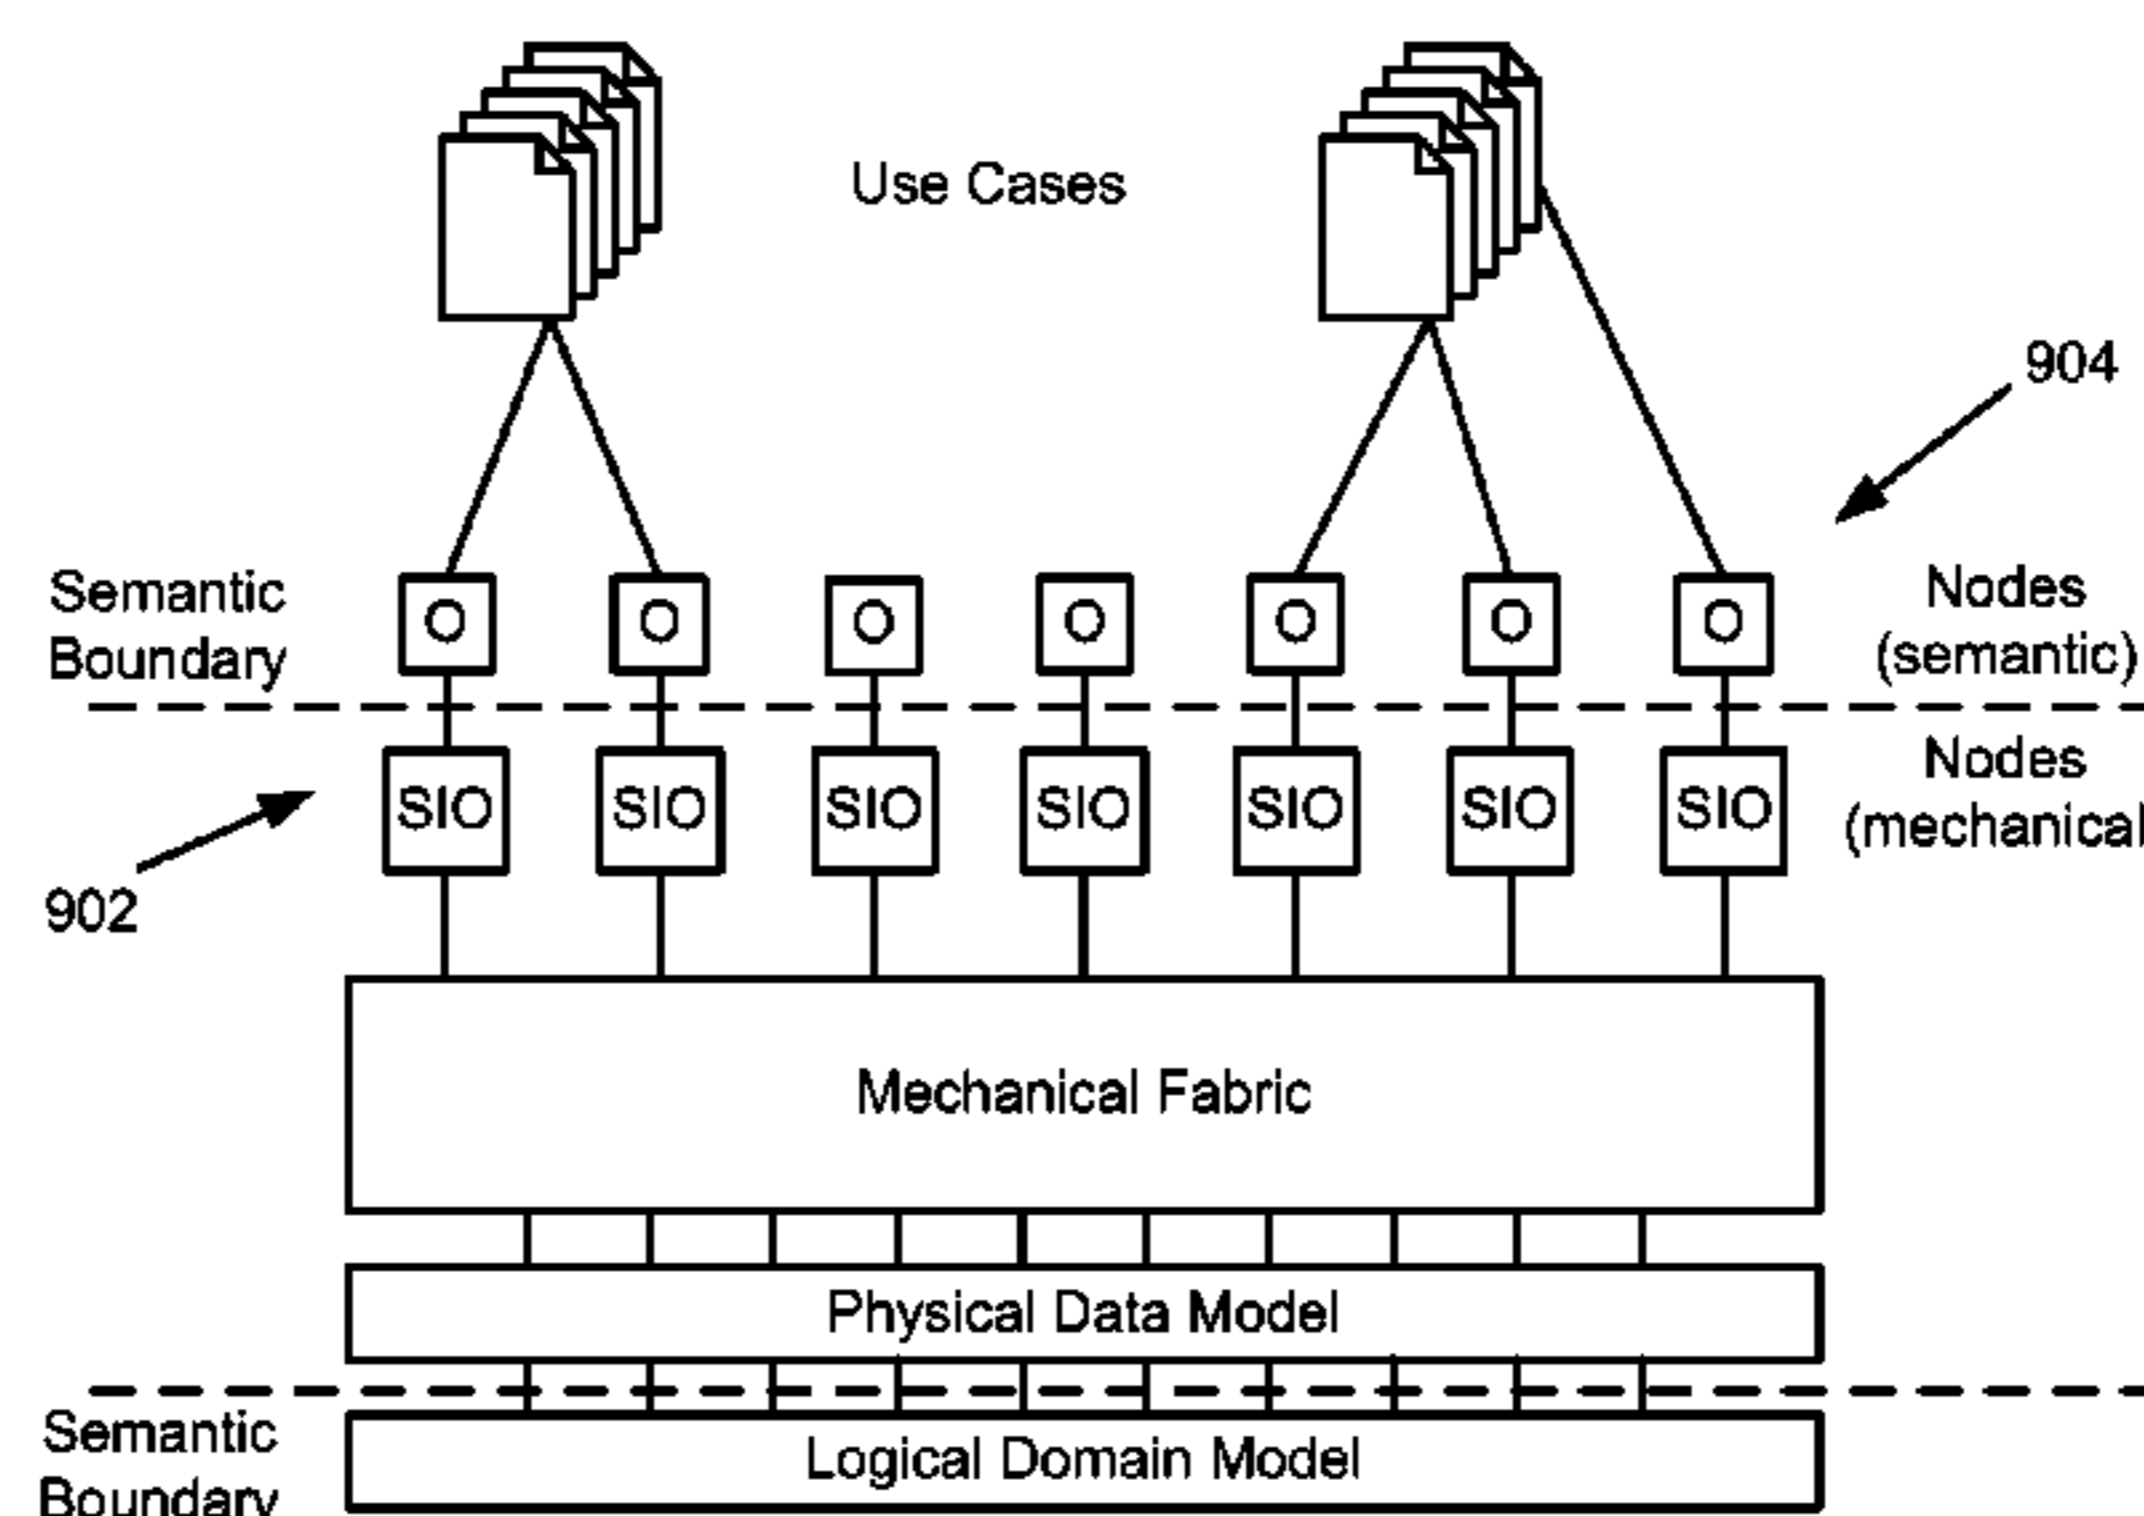 Use Cases
904
Semantic
Boundary
O O O O O O O
Nodes
(semantic)
SIO SIO SIO SIO SIO SIO SIO
Nodes
(mechanical
902
Mechanical Fabric
Physical Data Model
Semantic
Boundary
Logical Domain Model